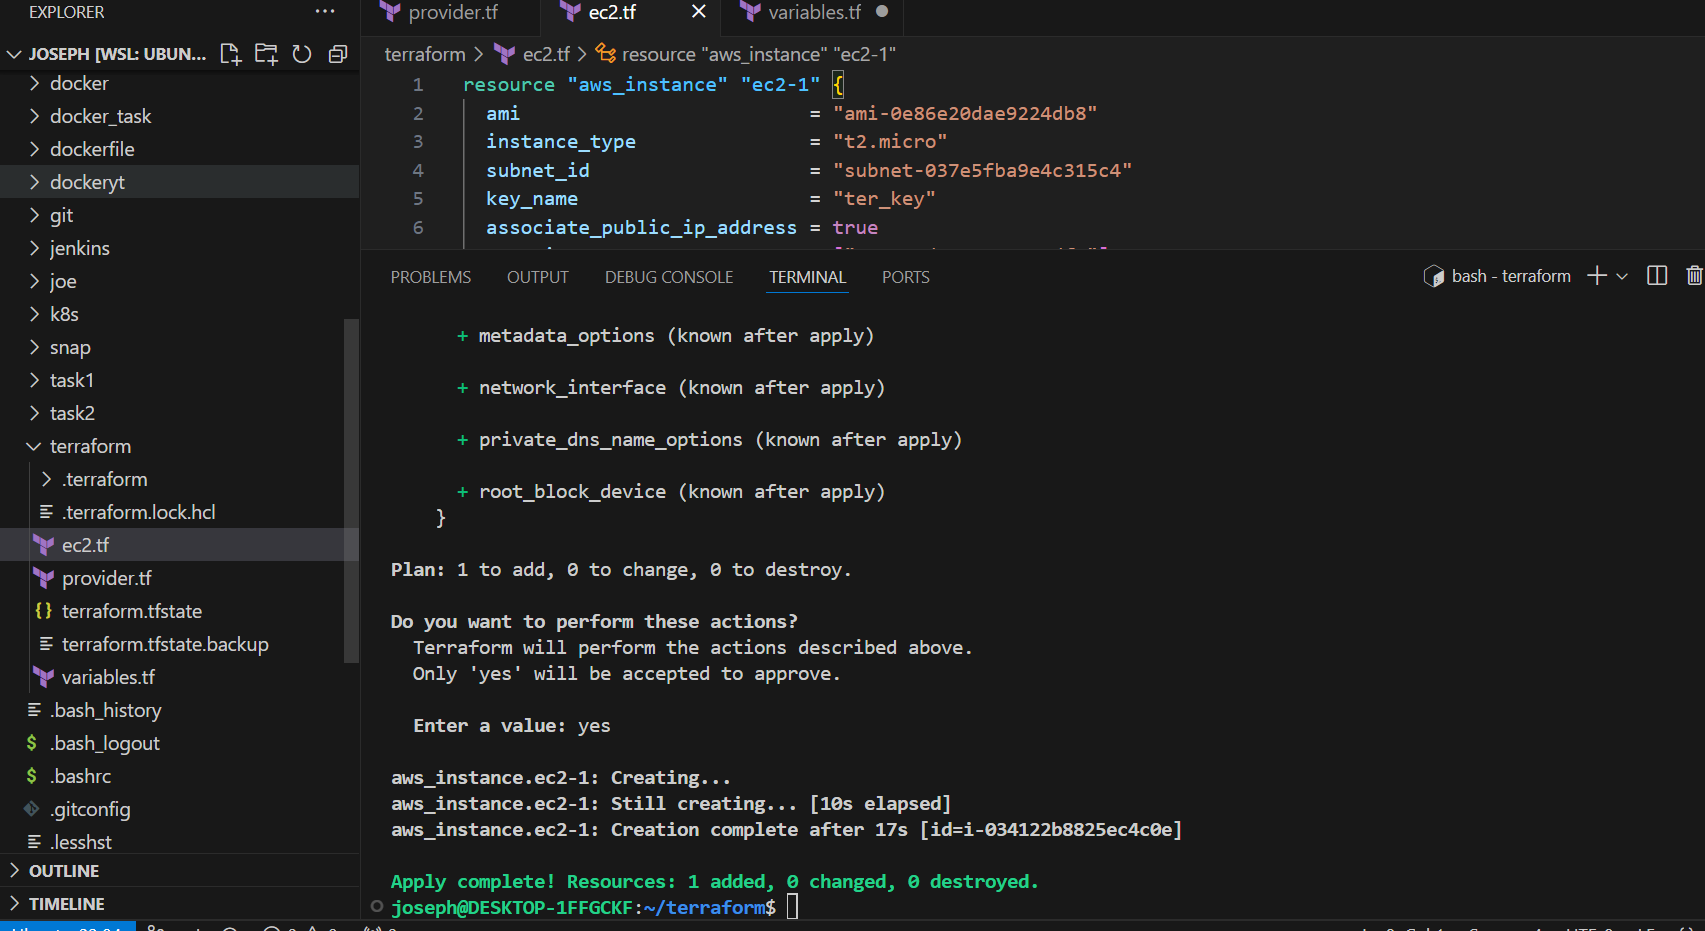 EXPLORER
JOSEPH [WSL: UBUN...
docker
docker_task
dockerfile
dockeryt
git
jenkins
joe
k8s
snap
task1
task2
terraform
.terraform
.terraform.lock.hcl
ec2.tf
provider.tf
terraform.tfstate
terraform.tfstate.backup
variables.tf
.bash_history
.bash_logout
.bashrc
.gitconfig
.lesshst
OUTLINE
TIMELINE
provider.tf
ec2.tf
variables.tf
terraform > ec2.tf > resource "aws_instance" "ec2-1"
1 resource "aws_instance" "ec2-1" {
2 ami = "ami-0e86e20dae9224db8"
3 instance_type = "t2.micro"
4 subnet_id = "subnet-037e5fba9e4c315c4"
5 key_name = "ter_key"
6 associate_public_ip_address = true
PROBLEMS OUTPUT DEBUG CONSOLE TERMINAL PORTS
bash - terraform
+ metadata_options (known after apply)
+ network_interface (known after apply)
+ private_dns_name_options (known after apply)
+ root_block_device (known after apply)
}
Plan: 1 to add, 0 to change, 0 to destroy.
Do you want to perform these actions?
Terraform will perform the actions described above.
Only 'yes' will be accepted to approve.
Enter a value: yes
aws_instance.ec2-1: Creating...
aws_instance.ec2-1: Still creating... [10s elapsed]
aws_instance.ec2-1: Creation complete after 17s [id=i-034122b8825ec4c0e]
Apply complete! Resources: 1 added, 0 changed, 0 destroyed.
joseph@DESKTOP-1FFGCKF:~/terraform$